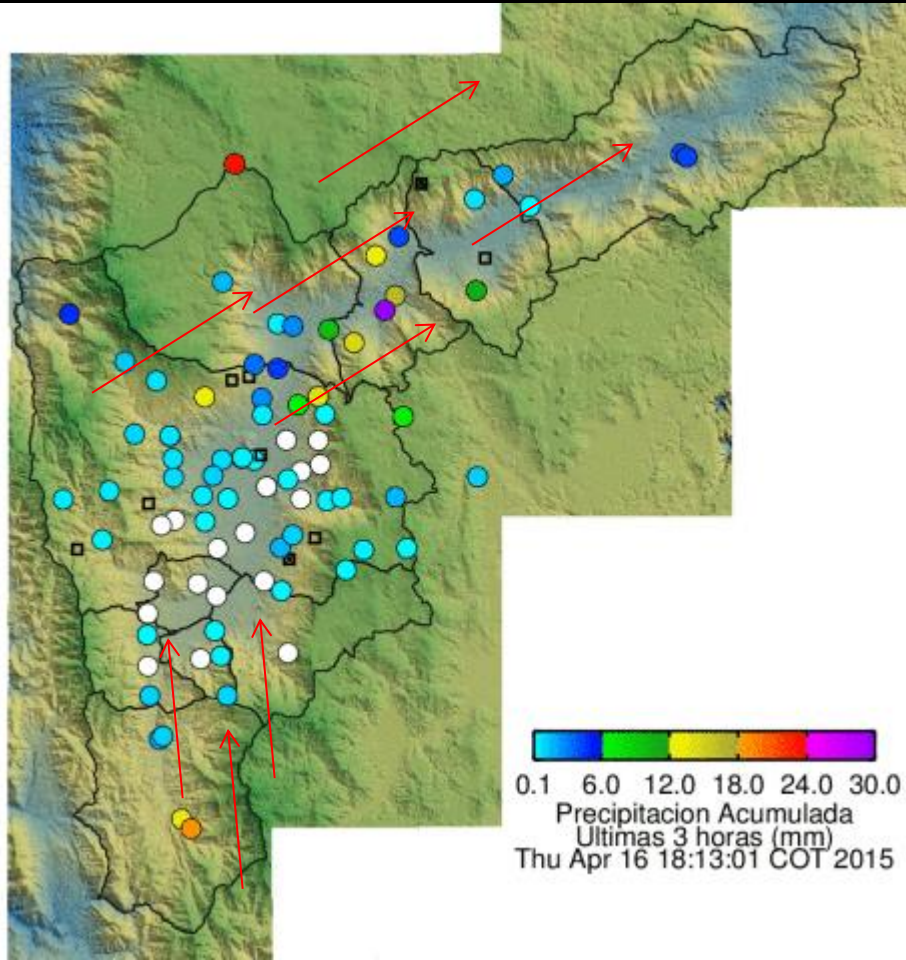 0.1 6.0 12.0 18.0 24.0 30.0
Precipitacion Acumulada
Ultimas 3 horas (mm)
Thu Apr 16 18:13:01 COT 2015